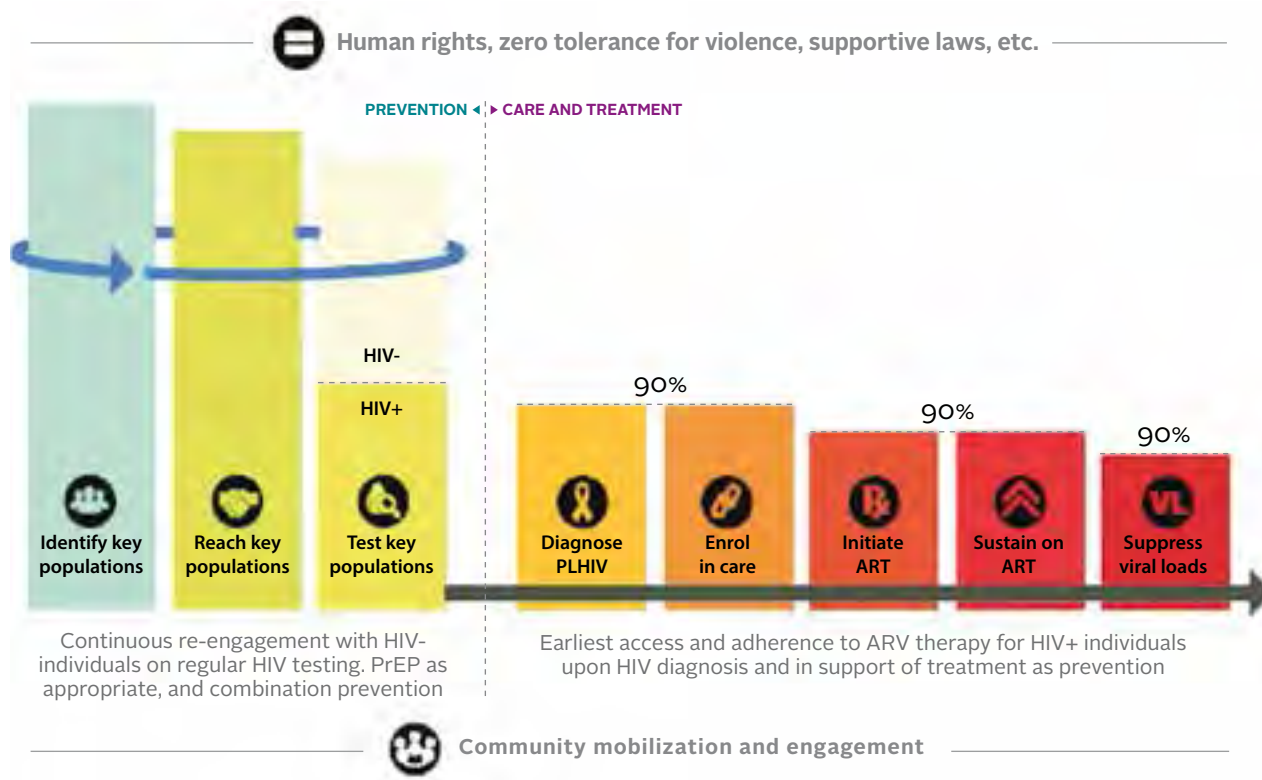 Human rights, zero tolerance for violence, supportive laws, etc.
PREVENTION
CARE AND TREATMENT
HIV-
HIV+
90%
90%
90%
Identify key
populations
Reach key
populations
Test key
populations
Diagnose
PLHIV
Enrol
in care
Rx
Initiate
ART
Sustain on
ART
VL
Suppress
viral loads
Continuous re-engagement with HIV-
individuals on regular HIV testing. PrEP as
appropriate, and combination prevention
Earliest access and adherence to ARV therapy for HIV+ individuals
upon HIV diagnosis and in support of treatment as prevention
Community mobilization and engagement